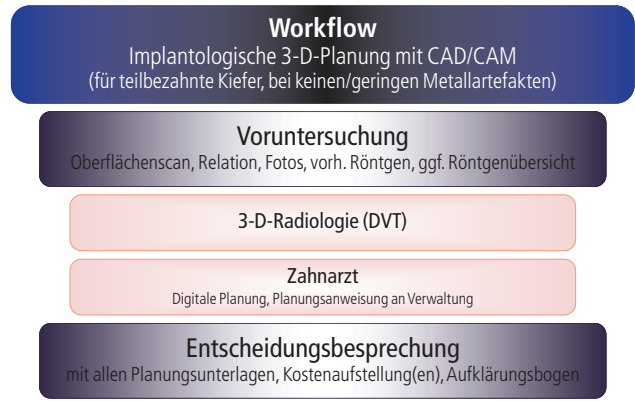 Workflow
Implantologische 3-D-Planung mit CAD/CAM
(für teilbezahnte Kiefer, bei keinen/geringen Metallartefakten)
Voruntersuchung
Oberflächenscan, Relation, Fotos, vorh. Röntgen, ggf. Röntgenübersicht
3-D-Radiologie (DVT)
Zahnarzt
Digitale Planung, Planungsanweisung an Verwaltung
Entscheidungsbesprechung
mit allen Planungsunterlagen, Kostenaufstellung(en), Aufklärungsbogen